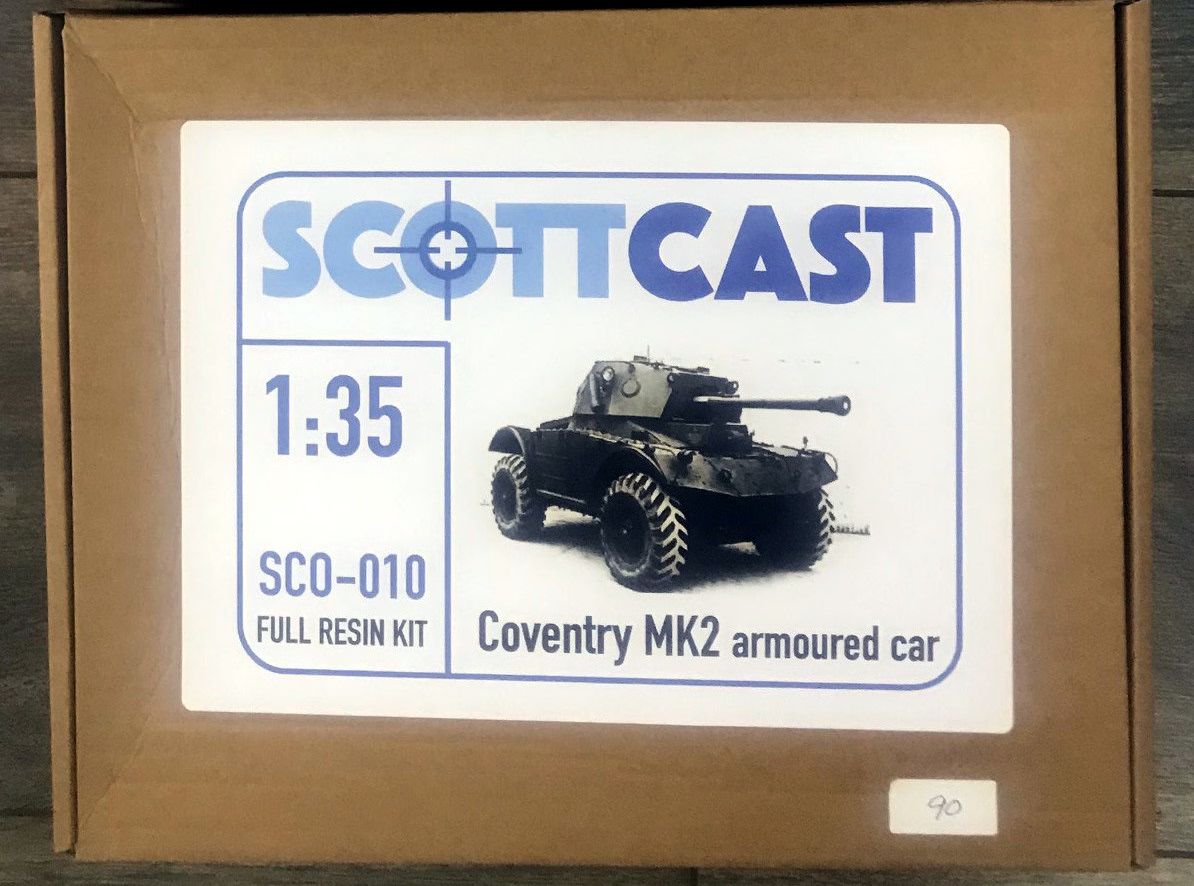 SCOTTCAST
1:35
SCO-010
FULL RESIN KIT
Coventry MK2 armoured car
90